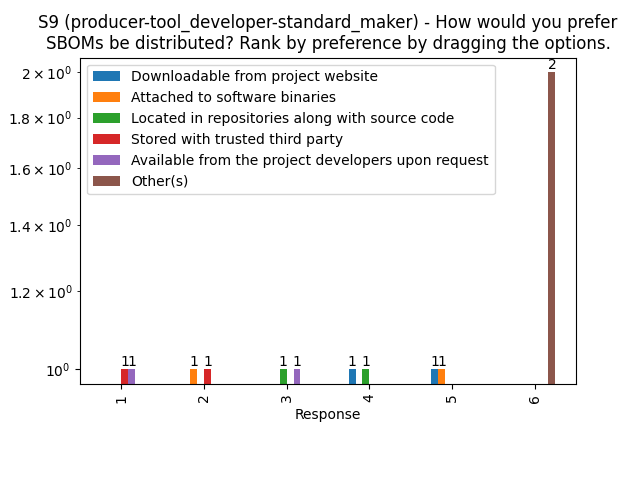 S9 (producer-tool_developer-standard_maker) - How would you prefer
SBOMs be distributed? Rank by preference by dragging the options.
Downloadable from project website
Attached to software binaries
Located in repositories along with source code
Stored with trusted third party
Available from the project developers upon request
Other(s)
2 × 10⁰
1.8 × 10⁰
1.6 × 10⁰
1.4 × 10⁰
1.2 × 10⁰
10⁰
2
1 1 1 1 1 1 1 1 1 1
1 2 3 4 5 6
Response